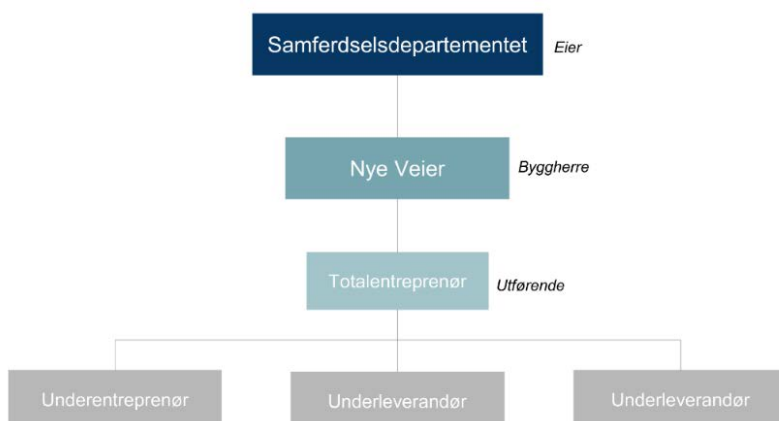 Samferdselsdepartementet
Eier
Nye Veier
Byggherre
Totalentreprenør
Utførende
Underentreprenør
Underleverandør
Underleverandør